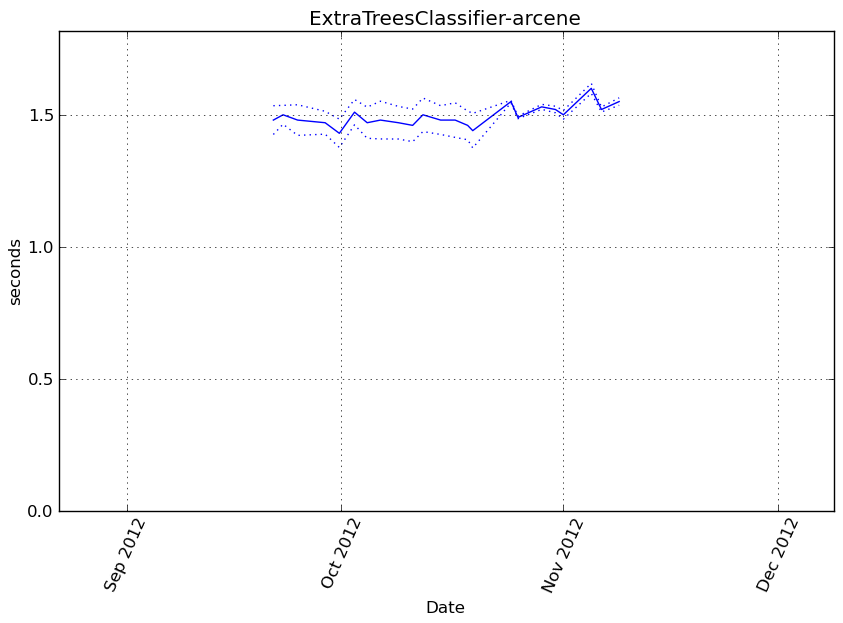 ExtraTreesClassifier-arcene
1.5
1.0
0.5
0.0
seconds
Sep 2012
Oct 2012
Nov 2012
Dec 2012
Date